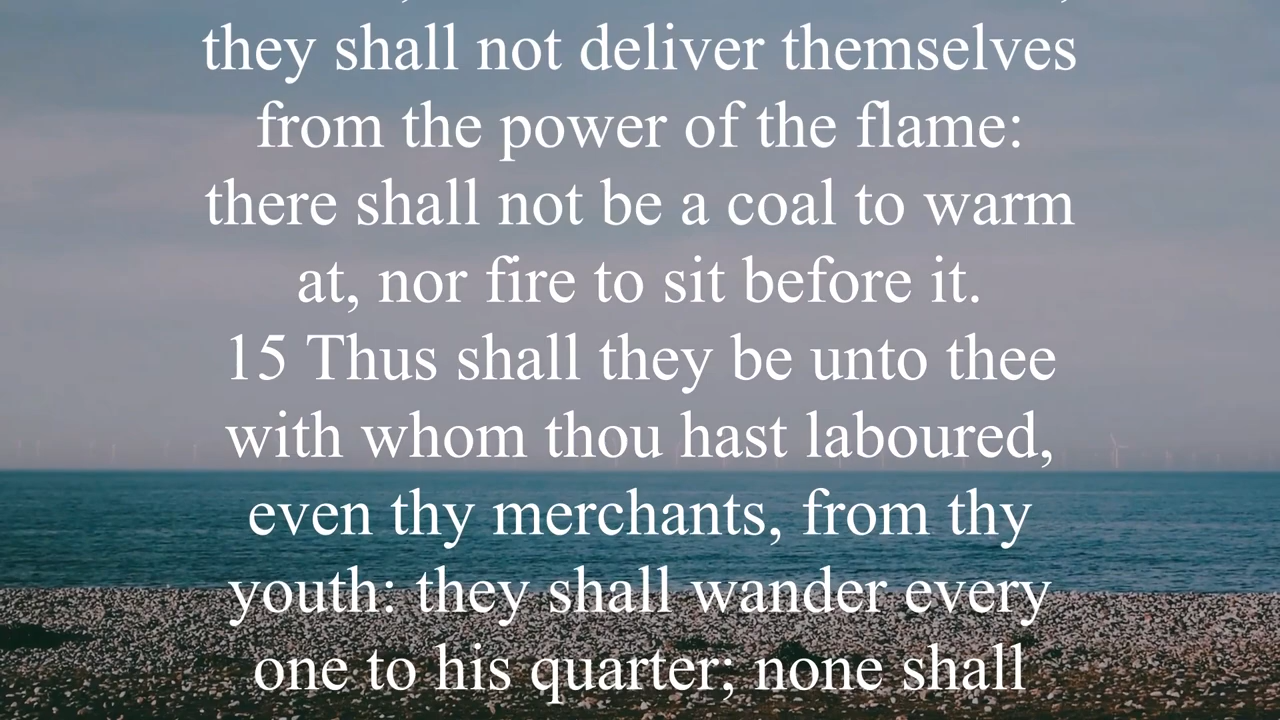 they shall not deliver themselves
from the power of the flame:
there shall not be a coal to warm
at, nor fire to sit before it.
15 Thus shall they be unto thee
with whom thou hast laboured,
even thy merchants, from thy
youth: they shall wander every
one to his quarter; none shall